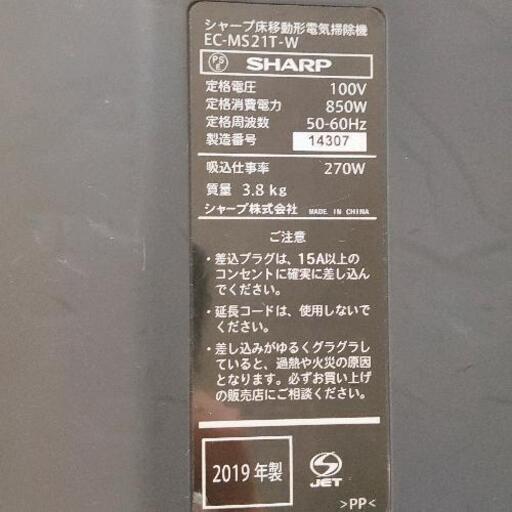 シャープ床移動形電気掃除機
EC-MS21T-W
PS E SHARP
定格電圧 100V
定格消費電力 850W
定格周波数 50-60Hz
製造番号 14307
吸込仕事率 270W
質量 3.8 kg
シャープ株式会社 MADE IN CHINA
ご注意
・差込プラグは、15A以上の
コンセントに確実に差し込ん
でください。
・延長コードは、使用しないで
ください。
・差し込みがゆるくグラグラ
していると、過熱や火災の原因
となります。必ずお買い上げ
の販売店にご相談ください。
2019年製
JET
>PP<